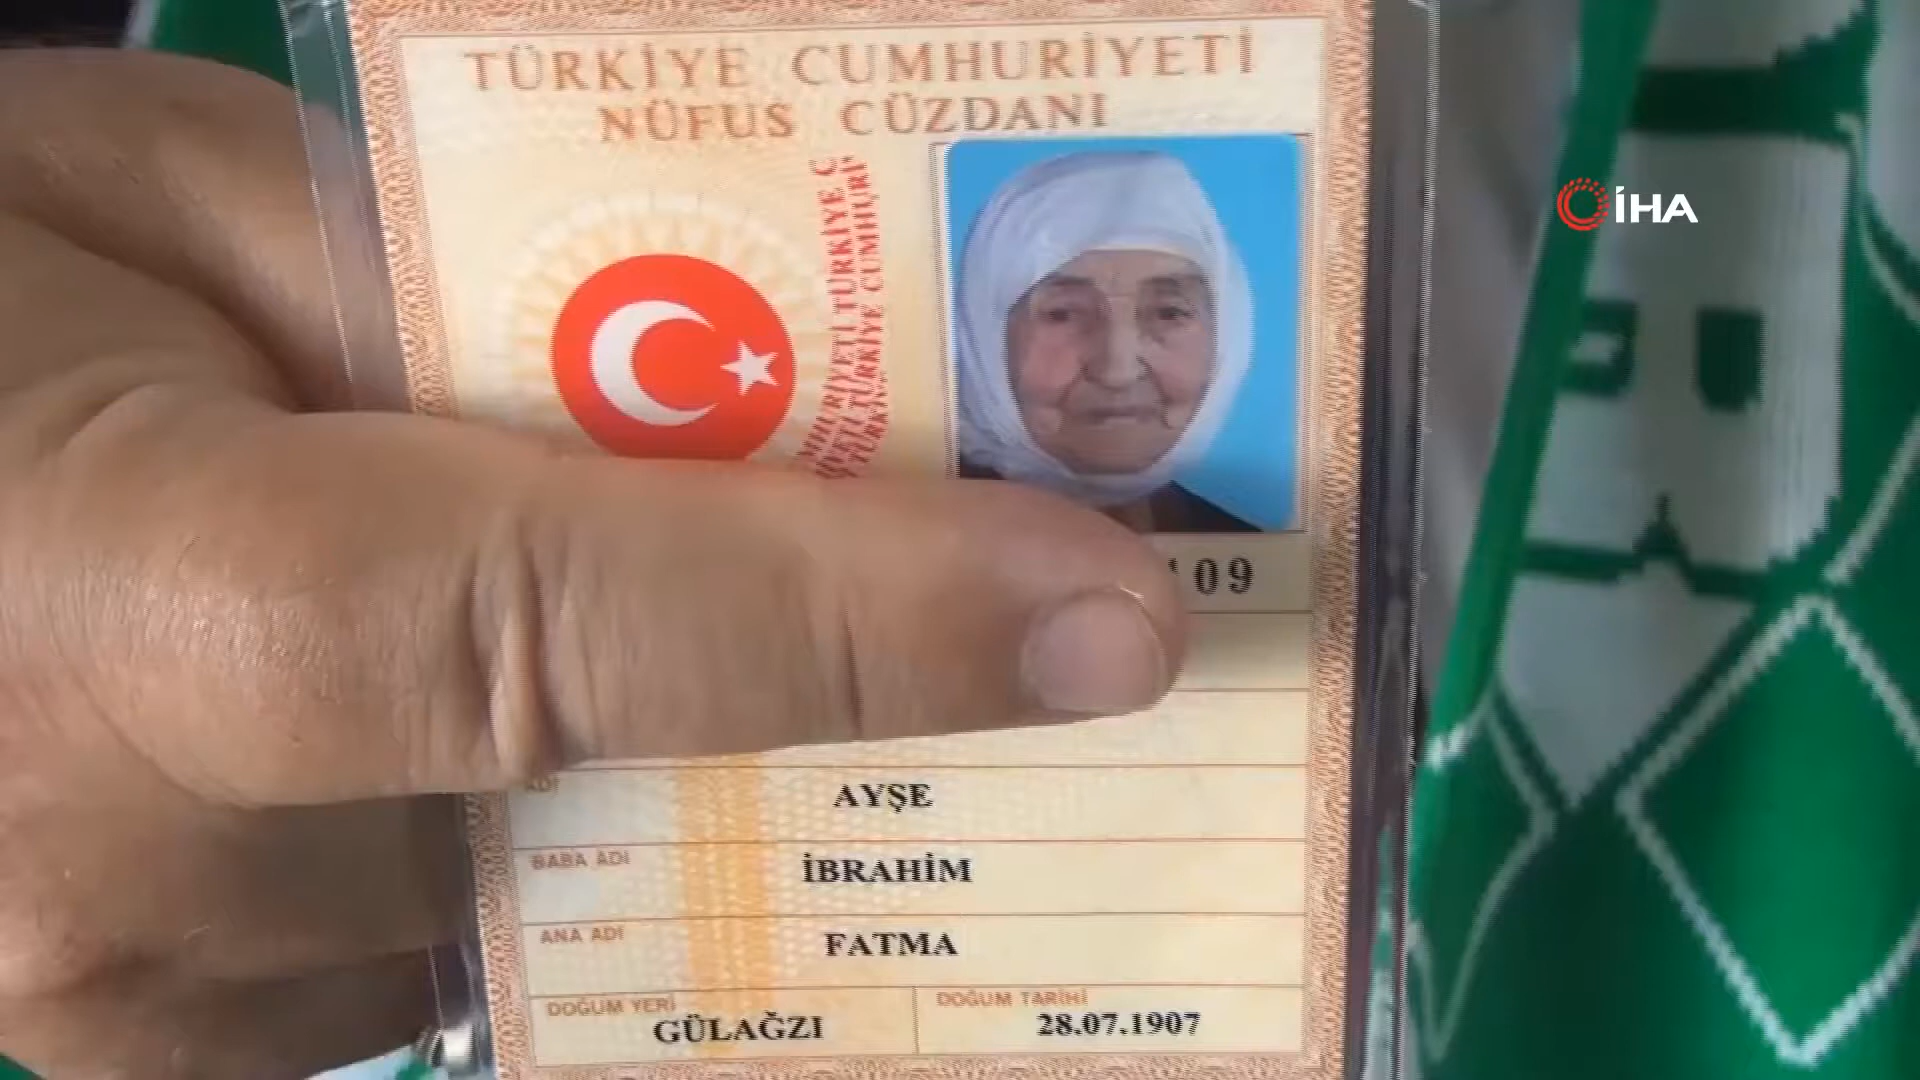 TÜRKİYE CUMHURİYETİ
NÜFUS CÜZDANI
İHA
09
ADI
AYŞE
BABA ADI
İBRAHİM
ANA ADI
FATMA
DOĞUM YERİ
GÜLAĞZI
DOĞUM TARİHİ
28.07.1907